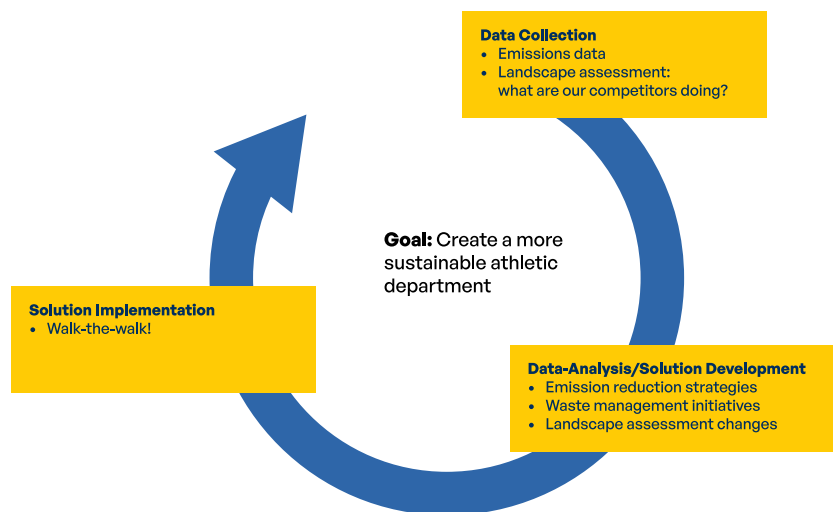 Data Collection
• Emissions data
• Landscape assessment:
what are our competitors doing?
Goal: Create a more
sustainable athletic
department
Data-Analysis/Solution Development
• Emission reduction strategies
• Waste management initiatives
• Landscape assessment changes
Solution Implementation
• Walk-the-walk!